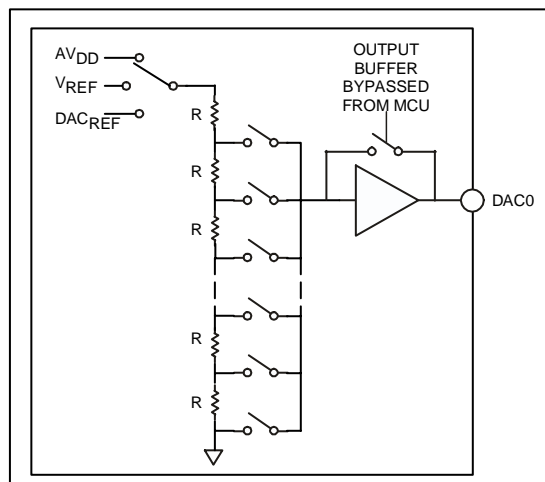 AVDD
VREF
DACREF
R
R
R
R
R
OUTPUT
BUFFER
BYPASSED
FROM MCU
DAC0